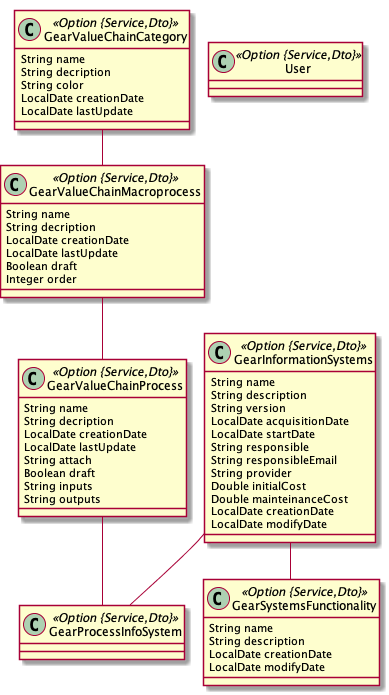 C «Option {Service,Dto}»
GearValueChainCategory
String name
String decription
String color
LocalDate creationDate
LocalDate lastUpdate
C «Option {Service,Dto}»
User
C «Option {Service,Dto}»
GearValueChainMacroprocess
String name
String decription
LocalDate creationDate
LocalDate lastUpdate
Boolean draft
Integer order
C «Option {Service,Dto}»
GearValueChainProcess
String name
String decription
LocalDate creationDate
LocalDate lastUpdate
String attach
Boolean draft
String inputs
String outputs
C «Option {Service,Dto}»
GearInformationSystems
String name
String description
String version
LocalDate acquisitionDate
LocalDate startDate
String responsible
String responsibleEmail
String provider
Double initialCost
Double mainteinanceCost
LocalDate creationDate
LocalDate modifyDate
C «Option {Service,Dto}»
GearProcessInfoSystem
C «Option {Service,Dto}»
GearSystemsFunctionality
String name
String description
LocalDate creationDate
LocalDate modifyDate